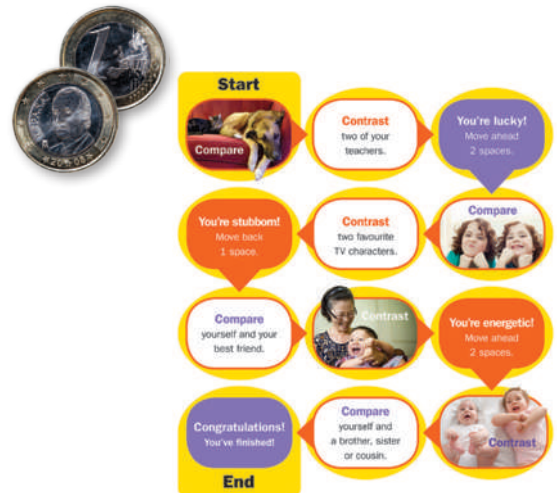 1
Start
Compare
Contrast
two of your
teachers.
You're lucky!
Move ahead
2 spaces.
Compare
Contrast
two favourite
TV characters.
You're stubborn!
Move back
1 space.
Compare
yourself and your
best friend.
Contrast
You're energetic!
Move ahead
2 spaces.
Contrast
Compare
yourself and
a brother, sister
or cousin.
Congratulations!
You've finished!
End